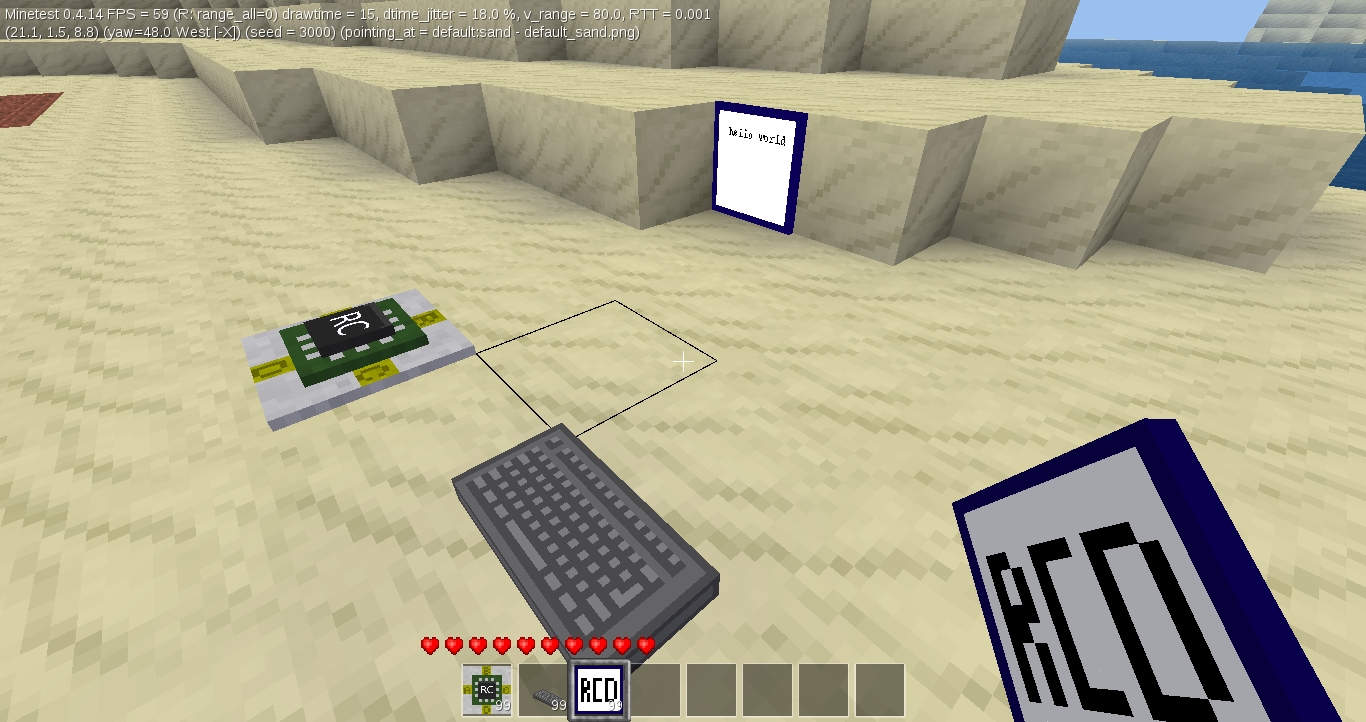 Minetest 0.4.14 FPS = 59 (R: range_all=0) drawtime = 15, dtime_jitter = 18.0 %, v_range = 80.0, RTT = 0.001
(21.1, 1.5, 8.8) (yaw=48.0 West [-X]) (seed = 3000) (pointing_at = default:sand - default_sand.png)
hello world
RC
RCD
RC
99
99
RCD
99